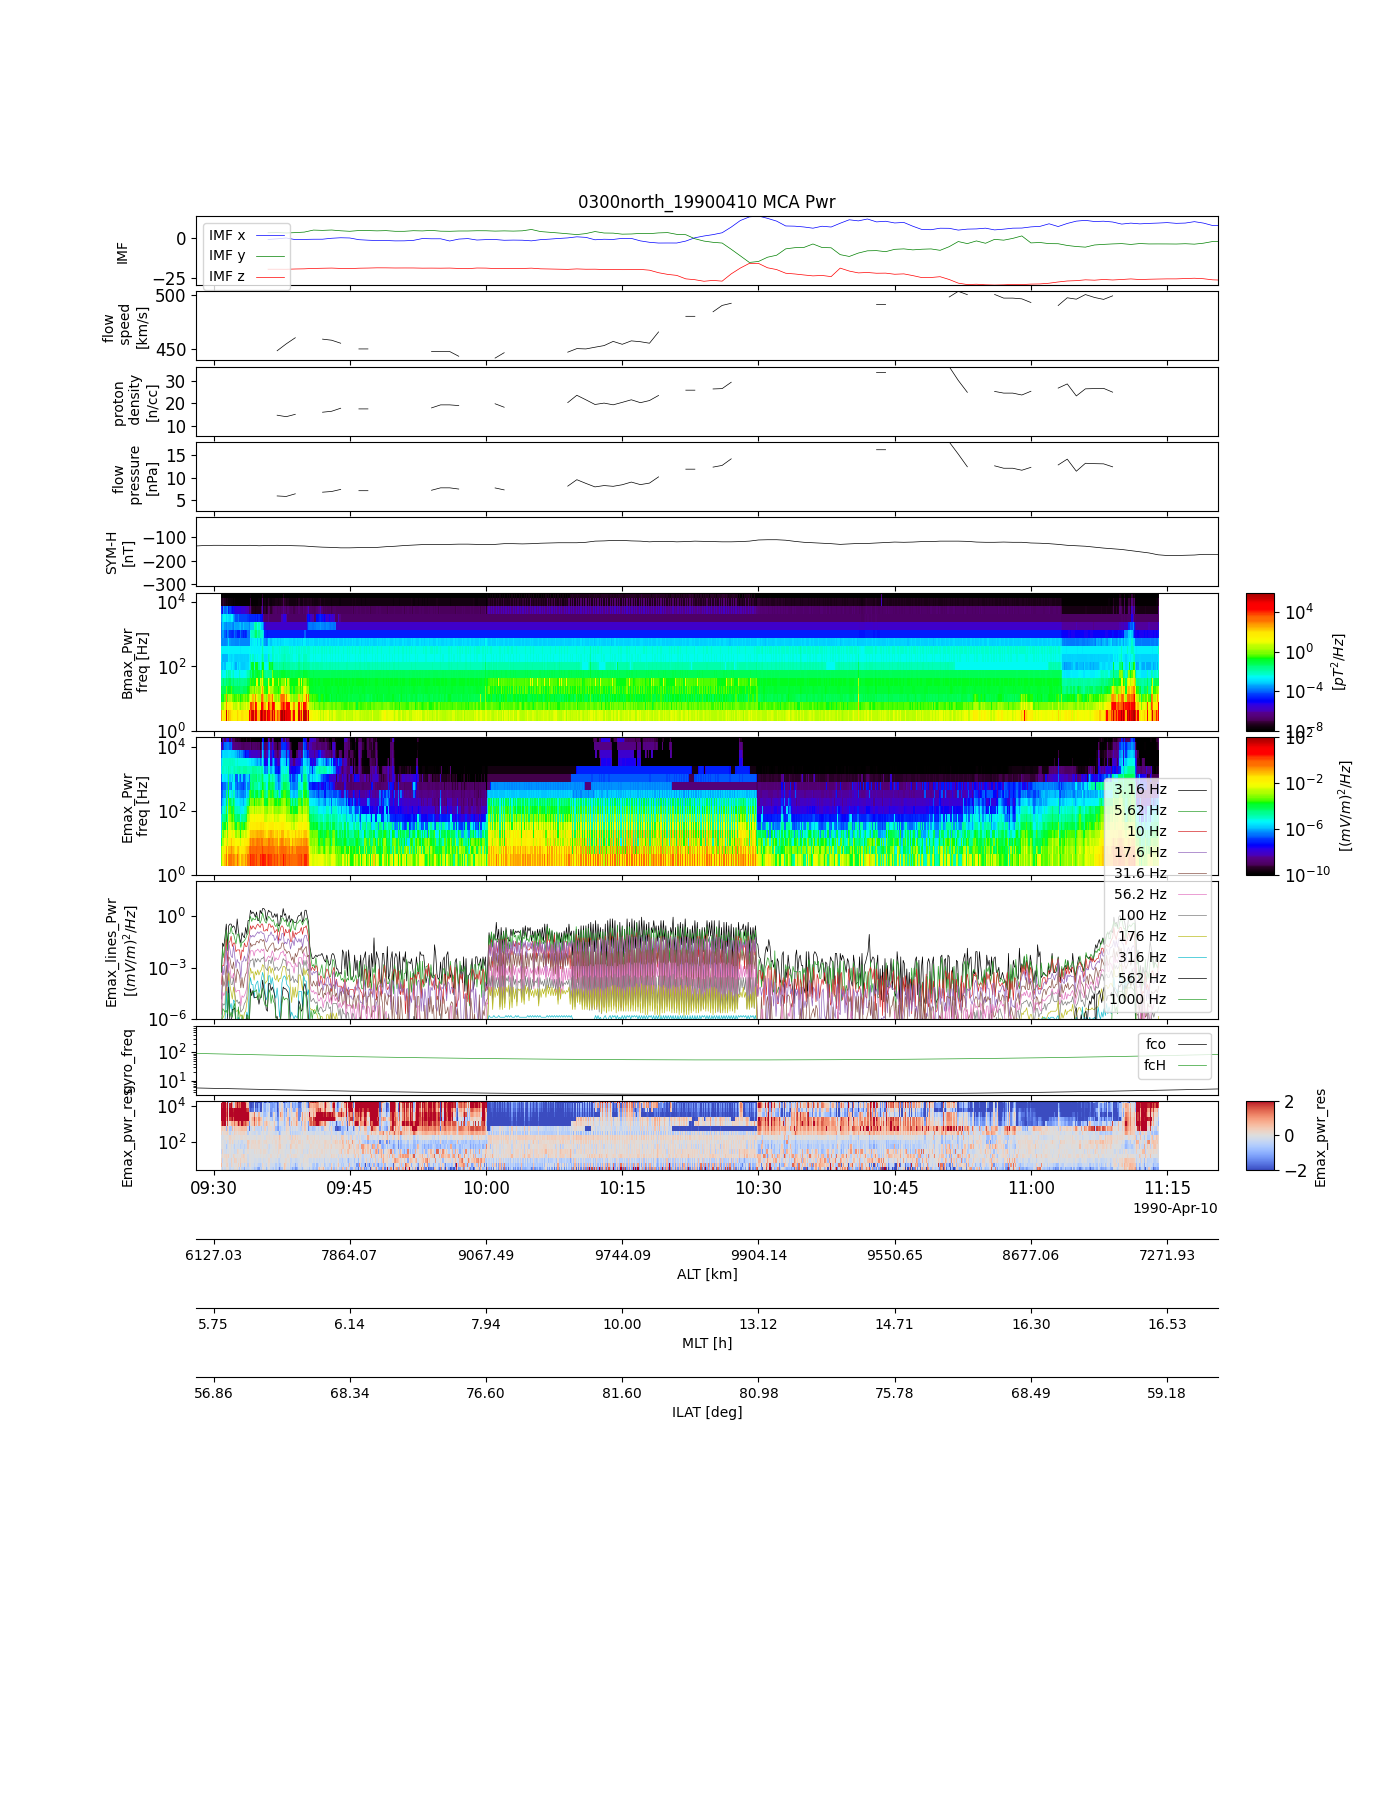 0300north_19900410 MCA Pwr
IMF
0
−25
IMF x
IMF y
IMF z
flow
speed
[km/s]
500
450
proton
density
[n/cc]
30
20
10
flow
pressure
[nPa]
15
10
5
SYM-H
[nT]
−100
−200
−300
Bmax_Pwr
freq [Hz]
10^4
10^2
10^0
10^4
10^0
10^−4
10^−8
[pT^2/Hz]
Emax_Pwr
freq [Hz]
10^4
10^2
10^0
10^2
10^−2
10^−6
10^−10
[(mV/m)^2/Hz]
Emax_lines_Pwr
[(mV/m)^2/Hz]
10^0
10^−3
10^−6
3.16 Hz
5.62 Hz
10 Hz
17.6 Hz
31.6 Hz
56.2 Hz
100 Hz
176 Hz
316 Hz
562 Hz
1000 Hz
gyro_freq
10^2
10^1
fco
fcH
Emax_pwr_res
10^4
10^2
2
0
−2
Emax_pwr_res
09:30 09:45 10:00 10:15 10:30 10:45 11:00 11:15
1990-Apr-10
6127.03 7864.07 9067.49 9744.09 9904.14 9550.65 8677.06 7271.93
ALT [km]
5.75 6.14 7.94 10.00 13.12 14.71 16.30 16.53
MLT [h]
56.86 68.34 76.60 81.60 80.98 75.78 68.49 59.18
ILAT [deg]